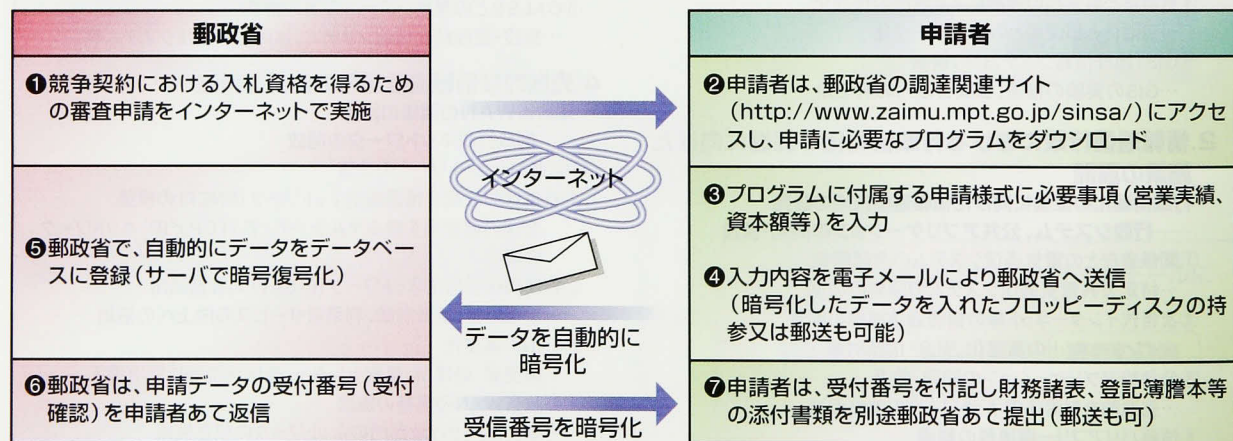 郵政省
❶競争契約における入札資格を得るため
の審査申請をインターネットで実施
❺郵政省で、自動的にデータをデータベー
スに登録(サーバで暗号復号化)
❻郵政省は、申請データの受付番号(受付
確認)を申請者あて返信
インターネット
データを自動的に
暗号化
受信番号を暗号化
申請者
❷申請者は、郵政省の調達関連サイト
(http://www.zaimu.mpt.go.jp/sinsa/)にアクセ
スし、申請に必要なプログラムをダウンロード
❸プログラムに付属する申請様式に必要事項(営業実績、
資本額等)を入力
❹入力内容を電子メールにより郵政省へ送信
(暗号化したデータを入れたフロッピーディスクの持
参又は郵送も可能)
❼申請者は、受付番号を付記し財務諸表、登記簿謄本等
の添付書類を別途郵政省あて提出(郵送も可)